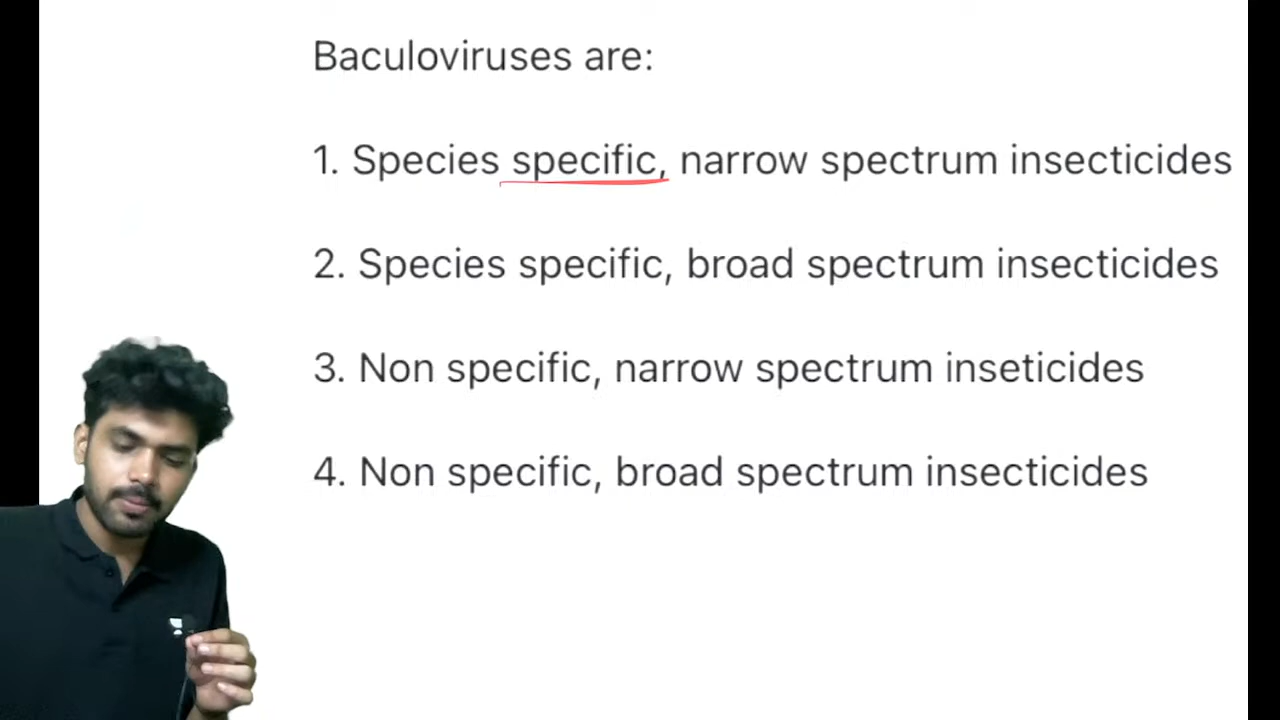 Baculoviruses are:
1. Species specific, narrow spectrum insecticides
2. Species specific, broad spectrum insecticides
3. Non specific, narrow spectrum inseticides
4. Non specific, broad spectrum insecticides